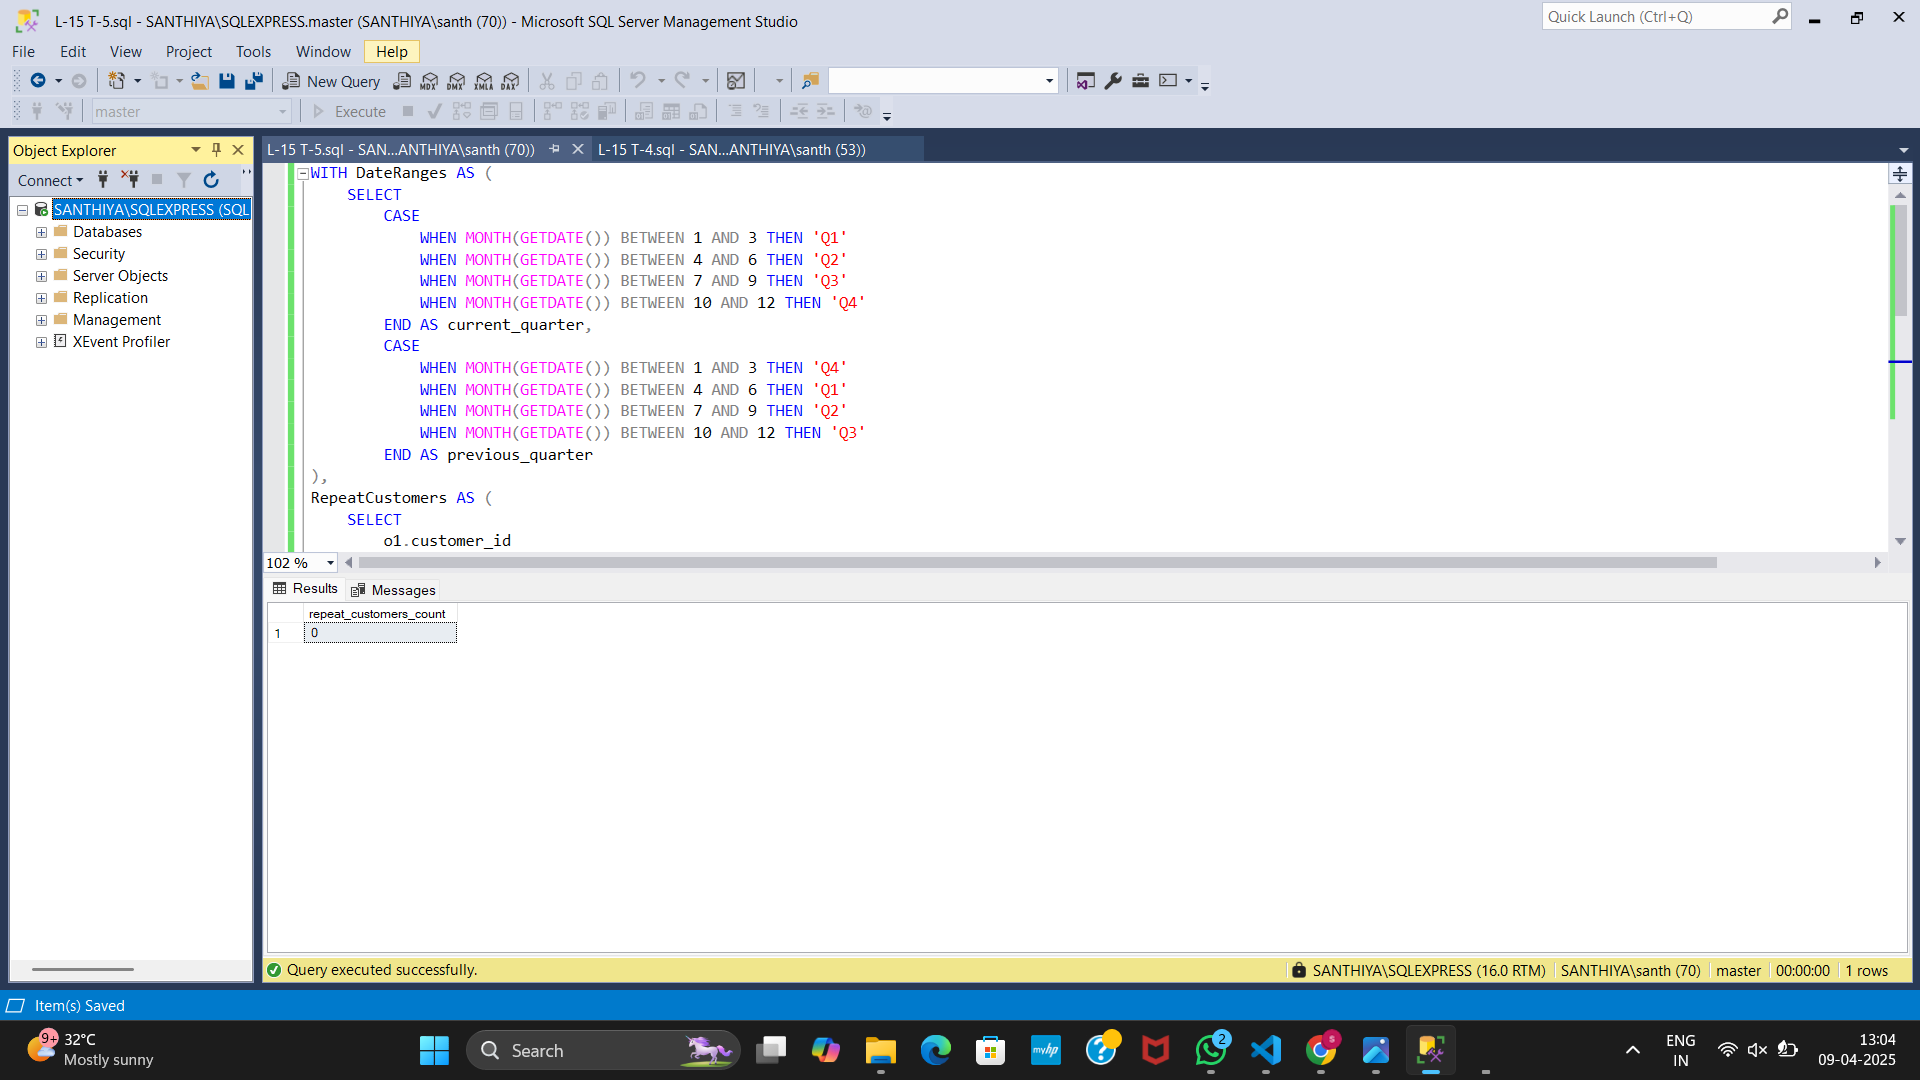 L-15 T-5.sql - SANTHIYA\SQLEXPRESS.master (SANTHIYA\santh (70)) - Microsoft SQL Server Management Studio
Quick Launch (Ctrl+Q)
File Edit View Project Tools Window Help
New Query MDX DMX XMLA DAX
master Execute
Object Explorer
L-15 T-5.sql - SAN...ANTHIYA\santh (70))
L-15 T-4.sql - SAN...ANTHIYA\santh (53))
Connect
SANTHIYA\SQLEXPRESS (SQL
Databases
Security
Server Objects
Replication
Management
XEvent Profiler
WITH DateRanges AS (
SELECT
CASE
WHEN MONTH(GETDATE()) BETWEEN 1 AND 3 THEN 'Q1'
WHEN MONTH(GETDATE()) BETWEEN 4 AND 6 THEN 'Q2'
WHEN MONTH(GETDATE()) BETWEEN 7 AND 9 THEN 'Q3'
WHEN MONTH(GETDATE()) BETWEEN 10 AND 12 THEN 'Q4'
END AS current_quarter,
CASE
WHEN MONTH(GETDATE()) BETWEEN 1 AND 3 THEN 'Q4'
WHEN MONTH(GETDATE()) BETWEEN 4 AND 6 THEN 'Q1'
WHEN MONTH(GETDATE()) BETWEEN 7 AND 9 THEN 'Q2'
WHEN MONTH(GETDATE()) BETWEEN 10 AND 12 THEN 'Q3'
END AS previous_quarter
),
RepeatCustomers AS (
SELECT
o1.customer_id
102 %
Results Messages
repeat_customers_count
1 0
Query executed successfully.
SANTHIYA\SQLEXPRESS (16.0 RTM) SANTHIYA\santh (70) master 00:00:00 1 rows
Item(s) Saved
9+ 32°C
Mostly sunny
Search
myhp
2
ENG
IN
13:04
09-04-2025